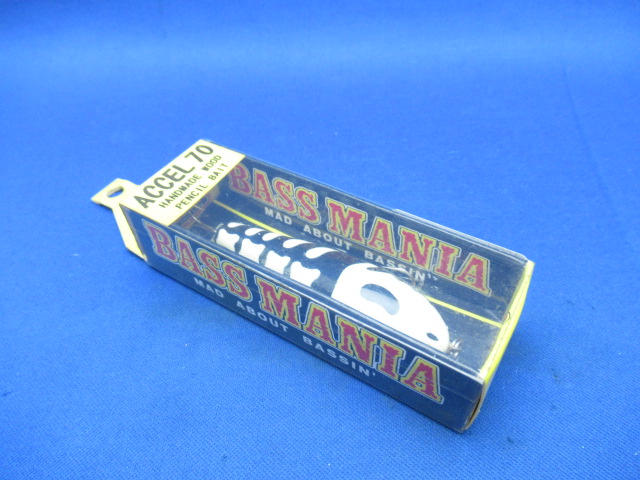 ACCEL 70
HANDMADE WOOD
PENCIL BAIT
BASS MANIA
MAD ABOUT BASSIN'
BASS MANIA
MAD ABOUT BASSIN'